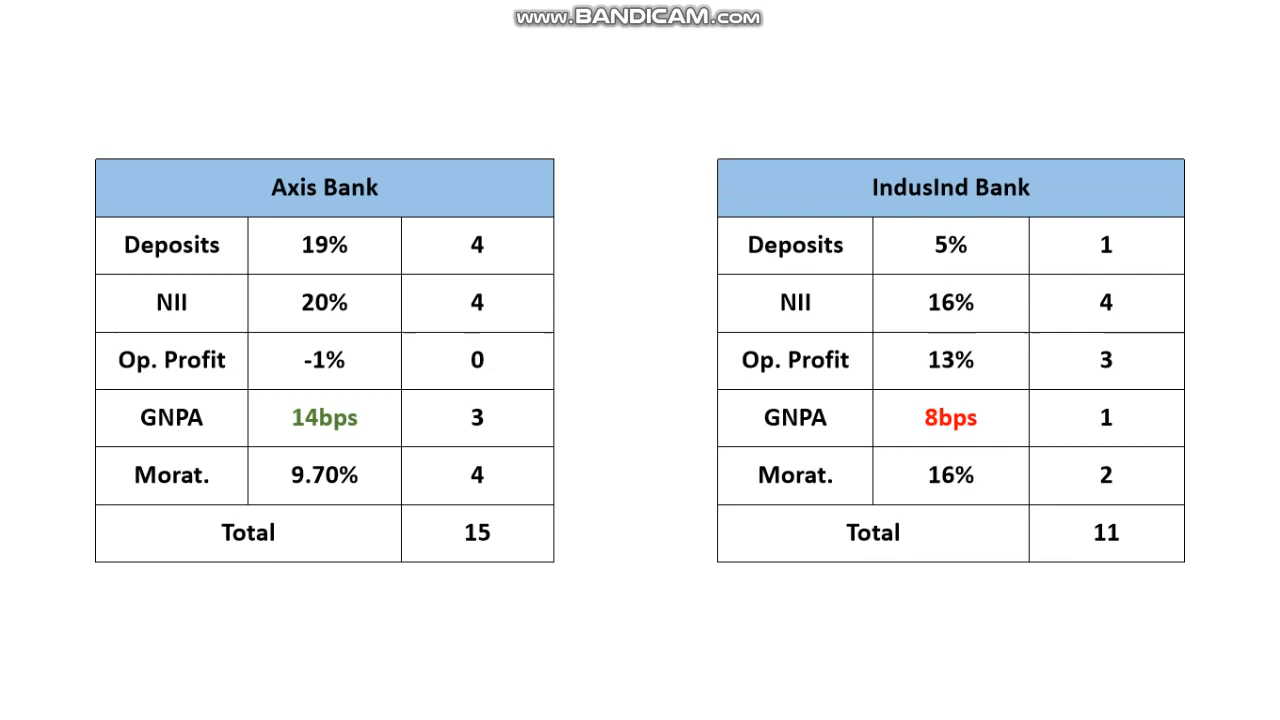 www.BANDICAM.com
Axis Bank
Deposits 19% 4
NII 20% 4
Op. Profit -1% 0
GNPA 14bps 3
Morat. 9.70% 4
Total 15
IndusInd Bank
Deposits 5% 1
NII 16% 4
Op. Profit 13% 3
GNPA 8bps 1
Morat. 16% 2
Total 11